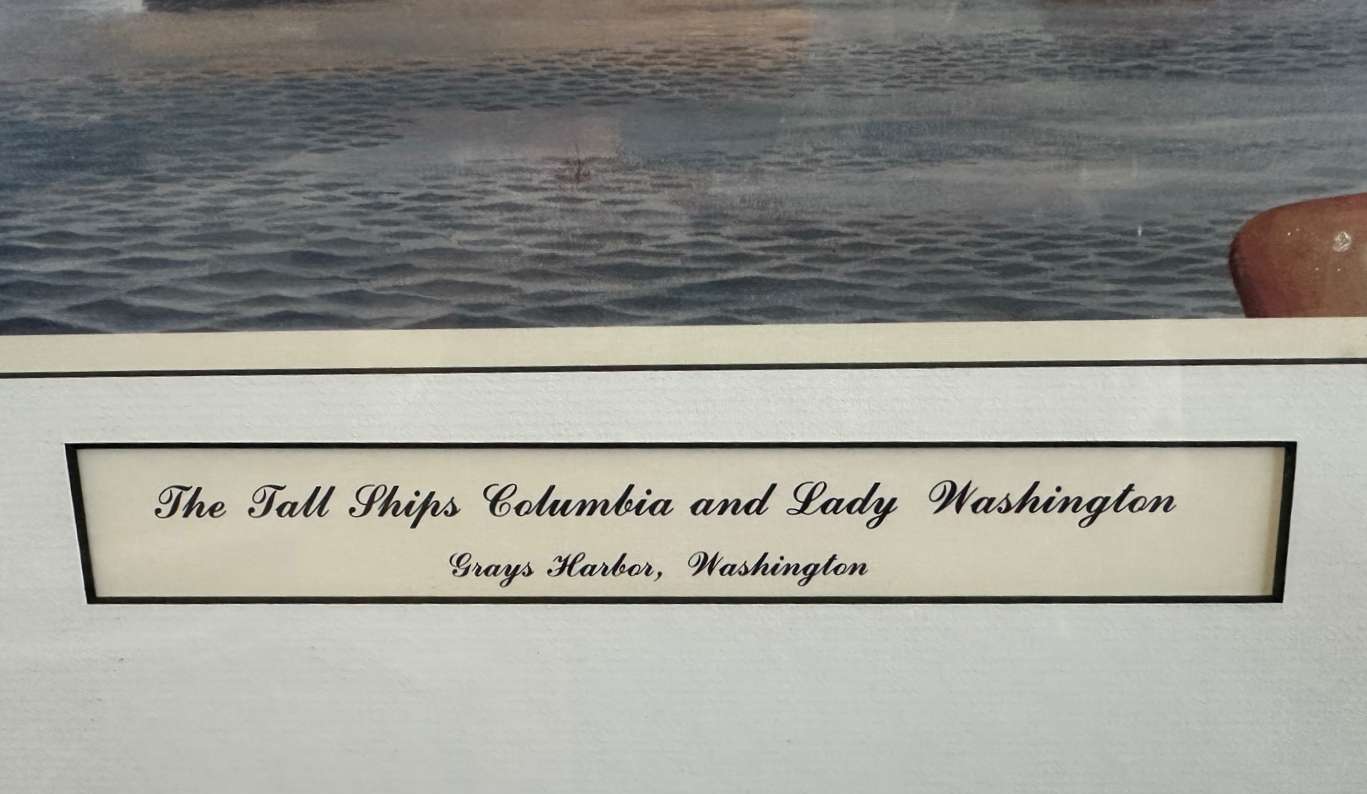 The Tall Ships Columbia and Lady Washington
Grays Harbor, Washington